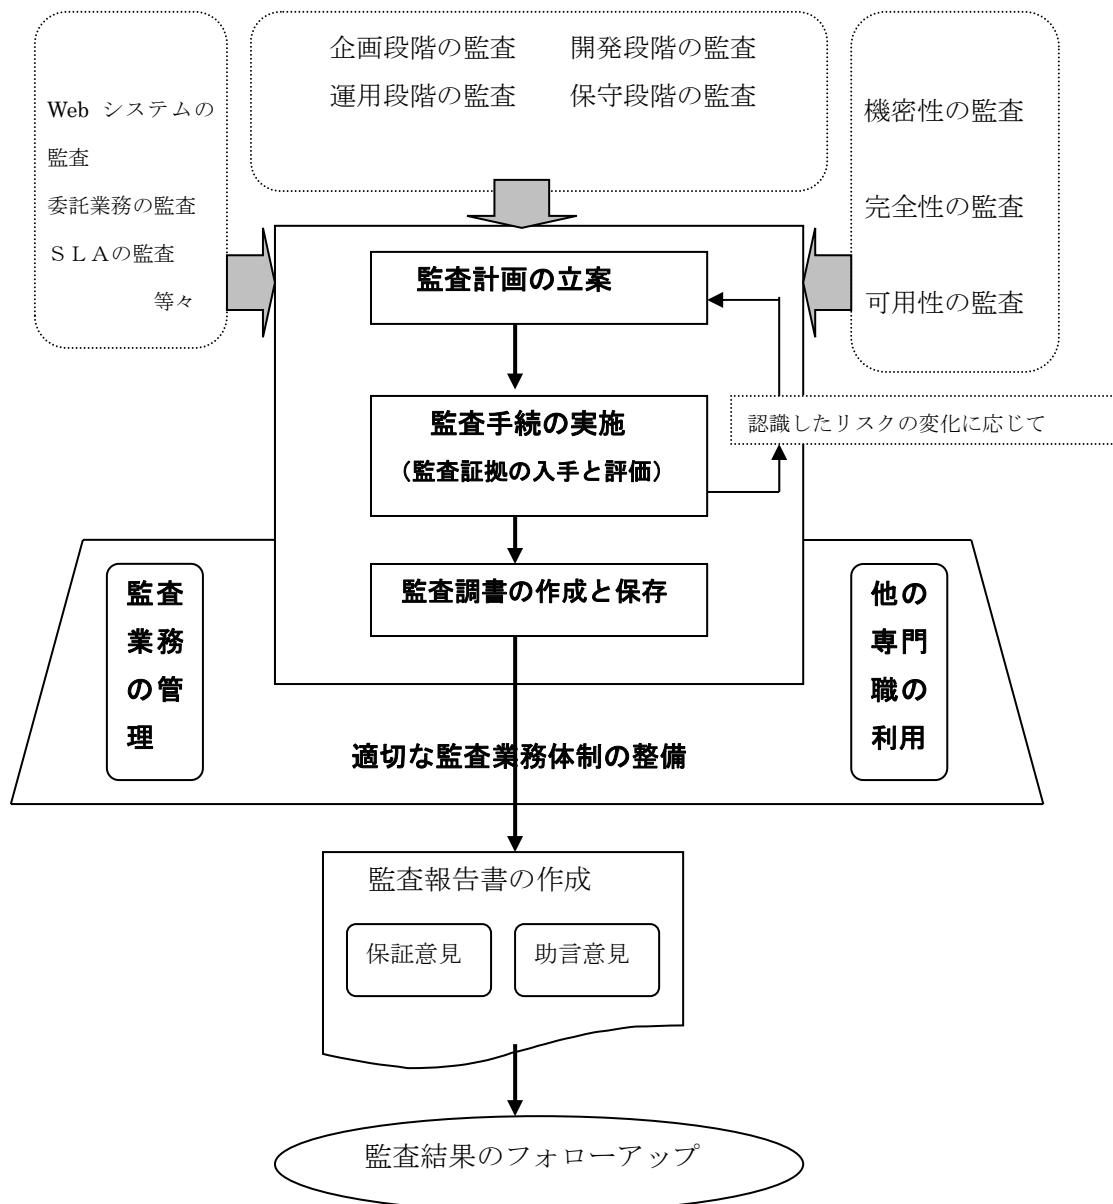 Web システムの
監査
委託業務の監査
ＳＬＡの監査
等々
企画段階の監査　　開発段階の監査
運用段階の監査　　保守段階の監査
機密性の監査
完全性の監査
可用性の監査
監査計画の立案
監査手続の実施
（監査証拠の入手と評価）
認識したリスクの変化に応じて
監査調書の作成と保存
監査
業務
の管
理
他の
専門
職の
利用
適切な監査業務体制の整備
監査報告書の作成
保証意見
助言意見
監査結果のフォローアップ